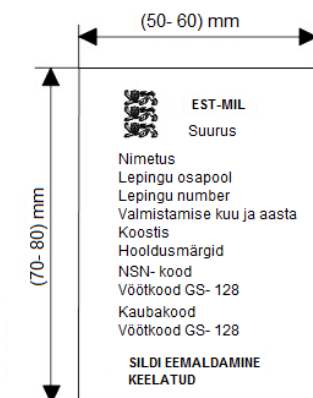 (50- 60) mm
(70- 80) mm
EST-MIL
Suurus
Nimetus
Lepingu osapool
Lepingu number
Valmistamise kuu ja aasta
Koostis
Hooldusmärgid
NSN- kood
Vöötkood GS- 128
Kaubakood
Vöötkood GS- 128
SILDI EEMALDAMINE
KEELATUD